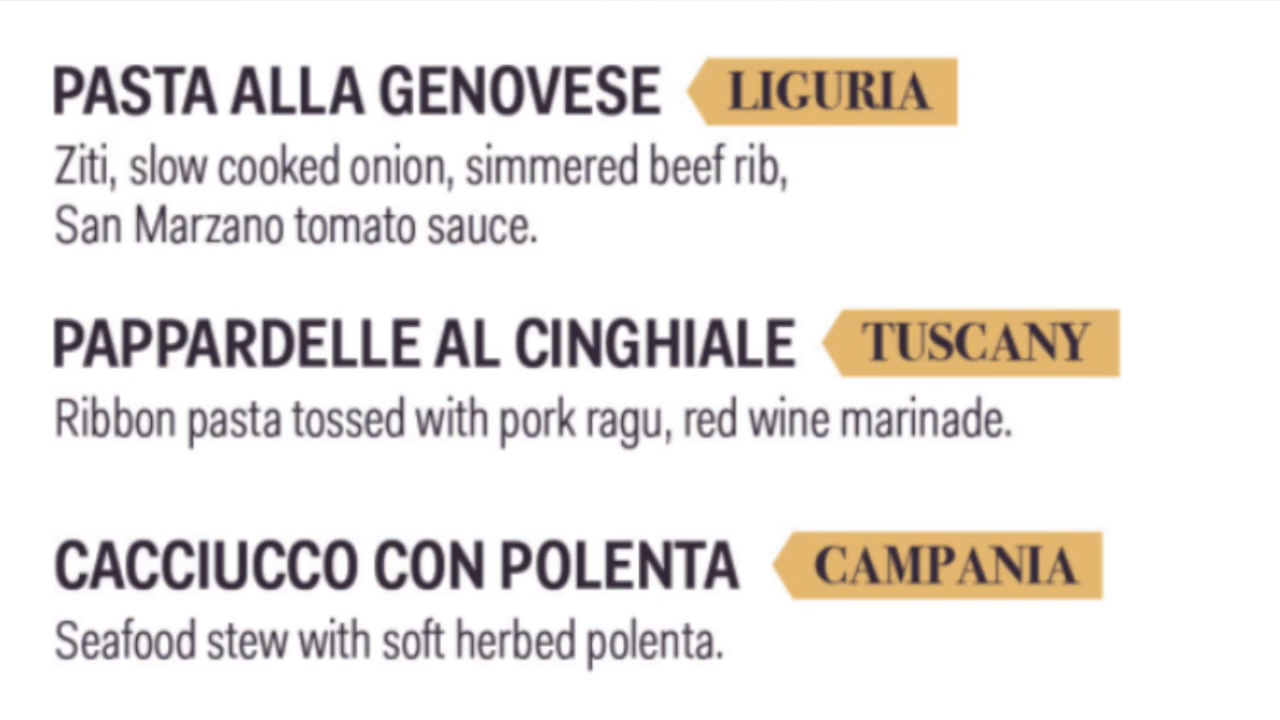 PASTA ALLA GENOVESE LIGURIA
Ziti, slow cooked onion, simmered beef rib,
San Marzano tomato sauce.
PAPPARDELLE AL CINGHIALE TUSCANY
Ribbon pasta tossed with pork ragu, red wine marinade.
CACCIUCCO CON POLENTA CAMPANIA
Seafood stew with soft herbed polenta.